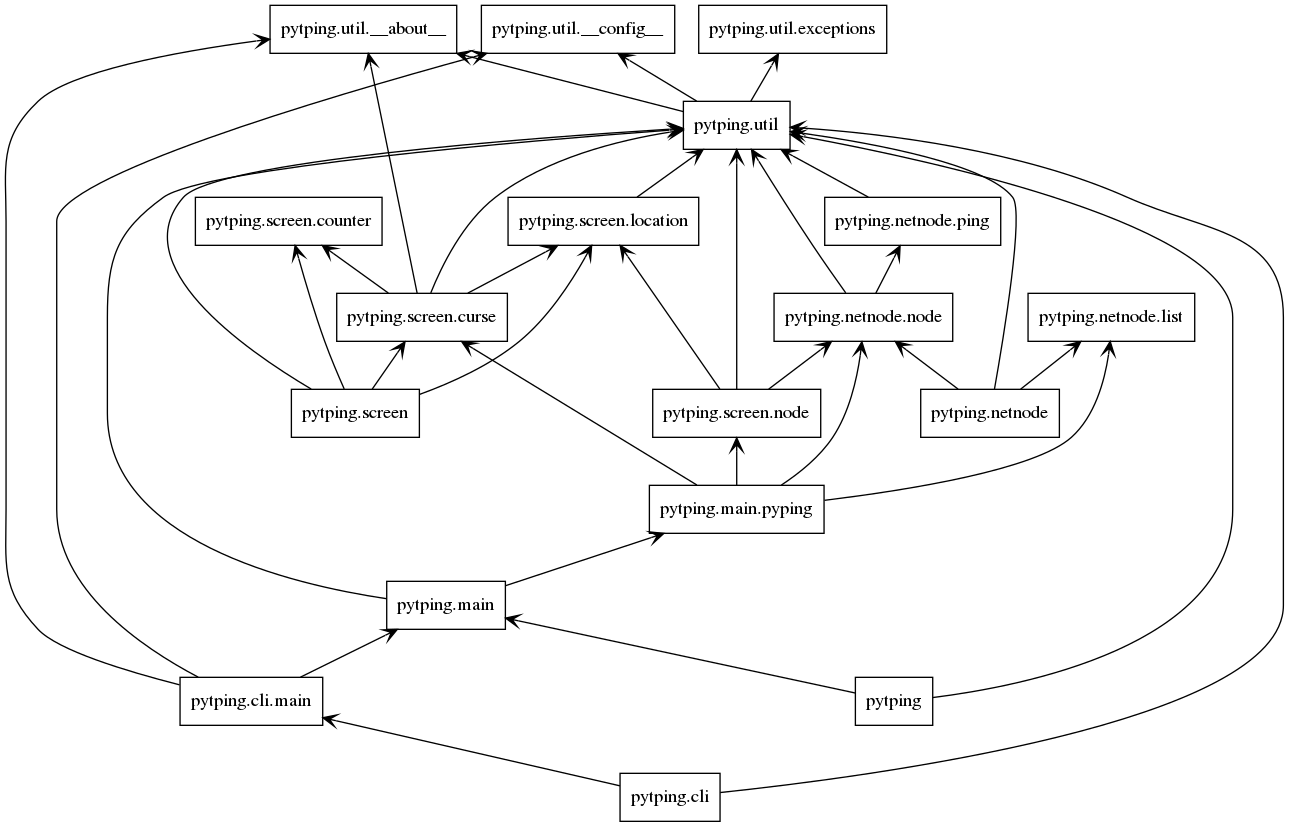 pytping.util.__about__
pytping.util.__config__
pytping.util.exceptions
pytping.util
pytping.screen.counter
pytping.screen.location
pytping.netnode.ping
pytping.screen.curse
pytping.netnode.node
pytping.netnode.list
pytping.screen
pytping.screen.node
pytping.netnode
pytping.main.pyping
pytping.main
pytping.cli.main
pytping
pytping.cli